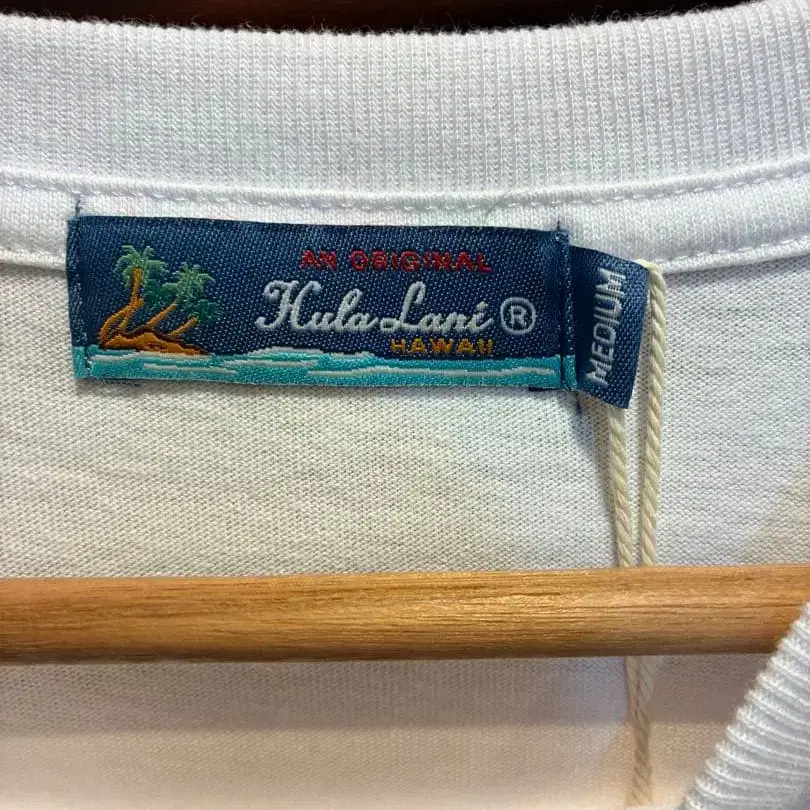 AN ORIGINAL
Hula Lani ®
HAWAII
MEDIUM